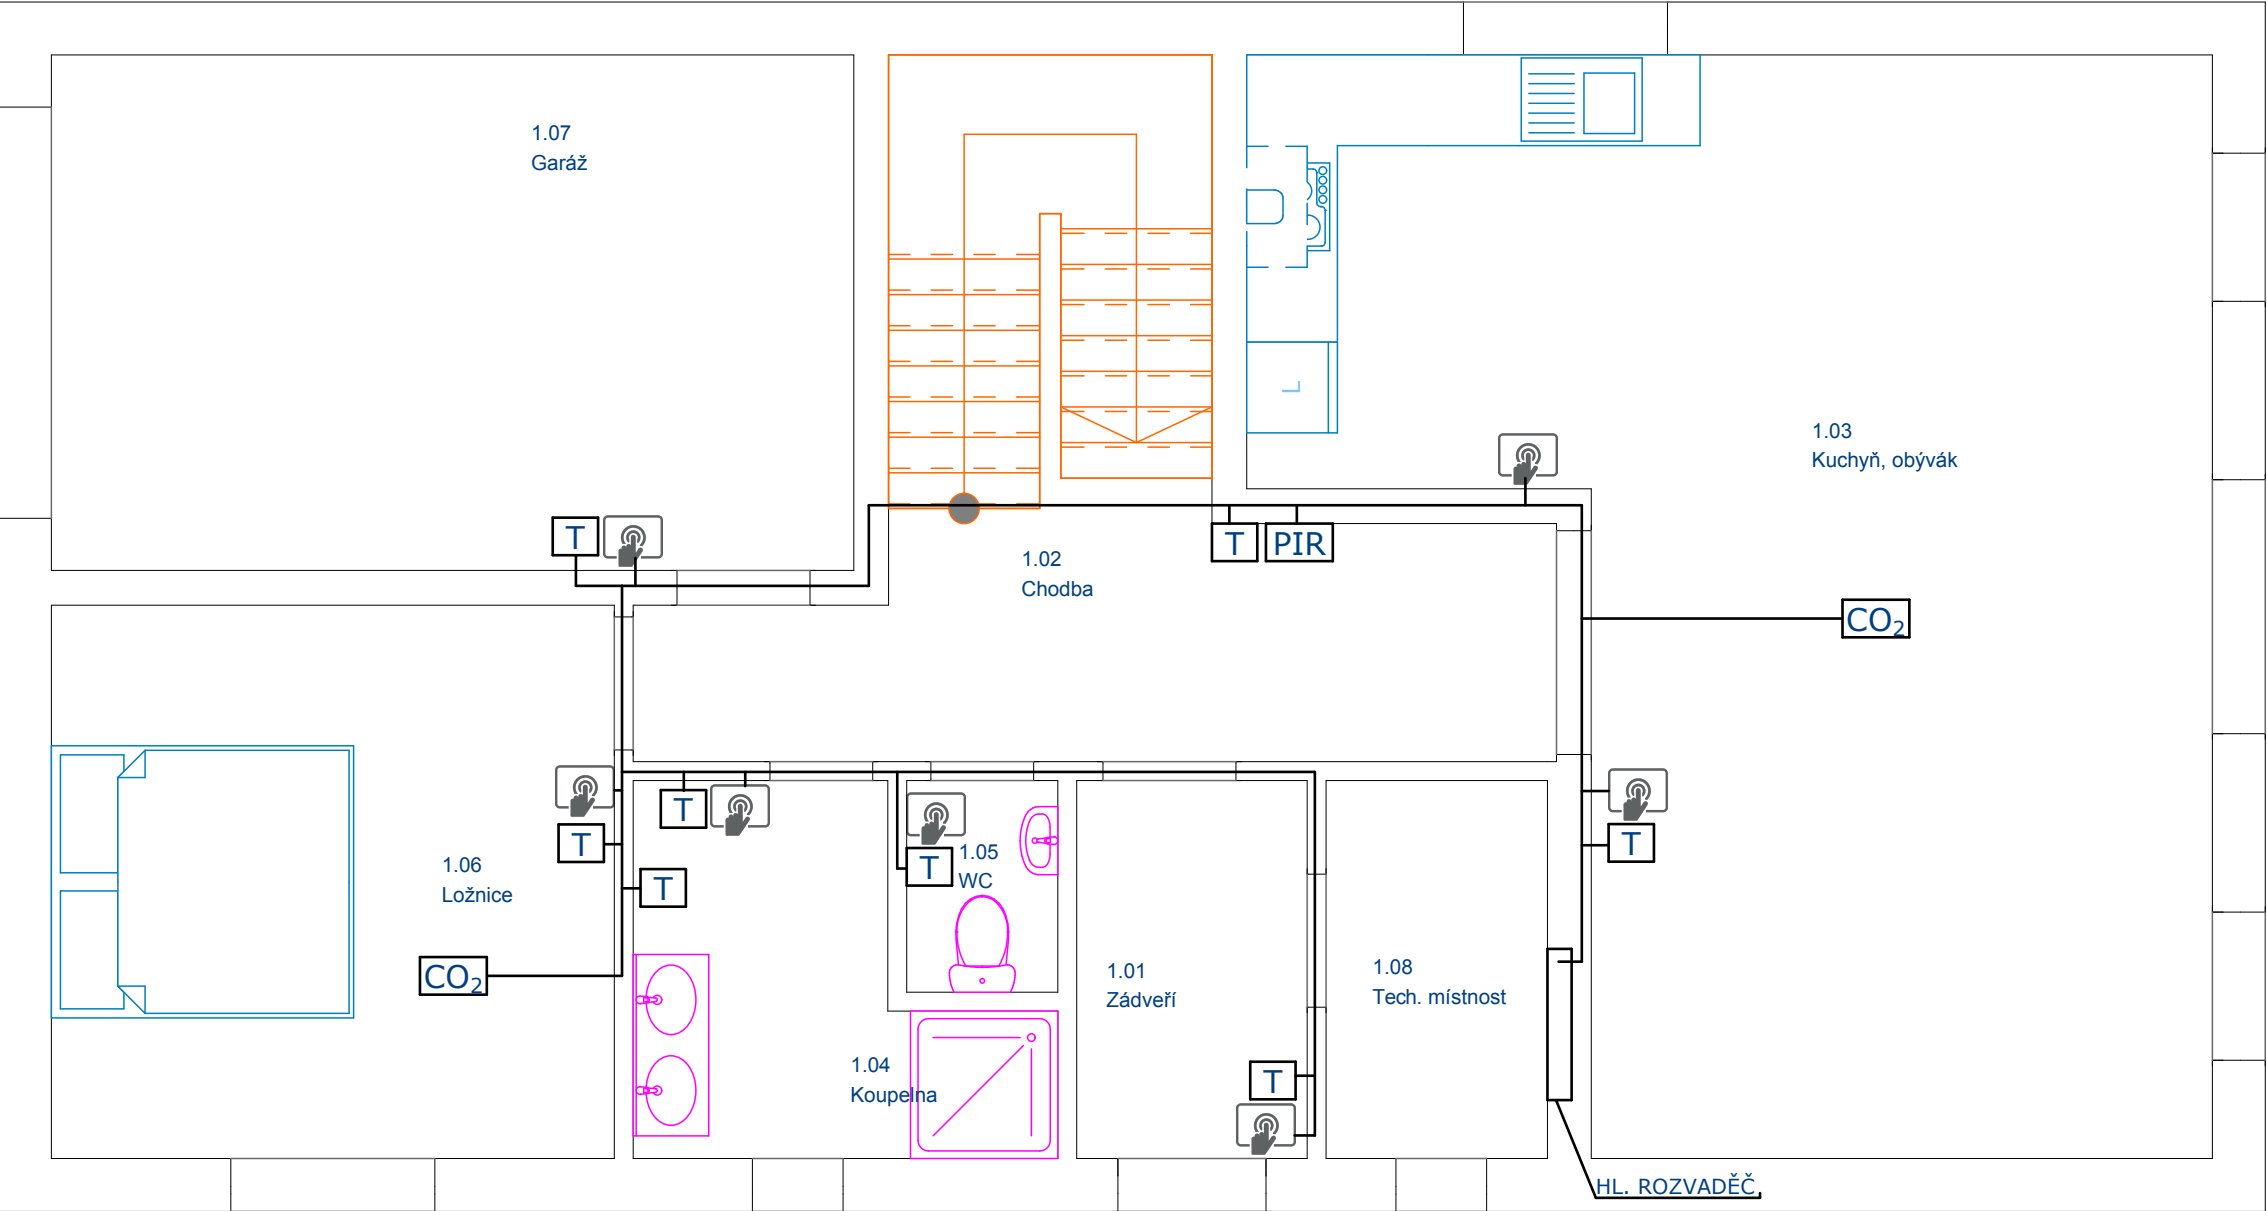 1.07
Garáž
1.03
Kuchyň, obývák
T
T
PIR
1.02
Chodba
CO₂
T
T
T
T
1.05
WC
T
1.06
Ložnice
T
CO₂
1.01
Zádveří
1.08
Tech. místnost
1.04
Koupelna
T
HL. ROZVADĚČ